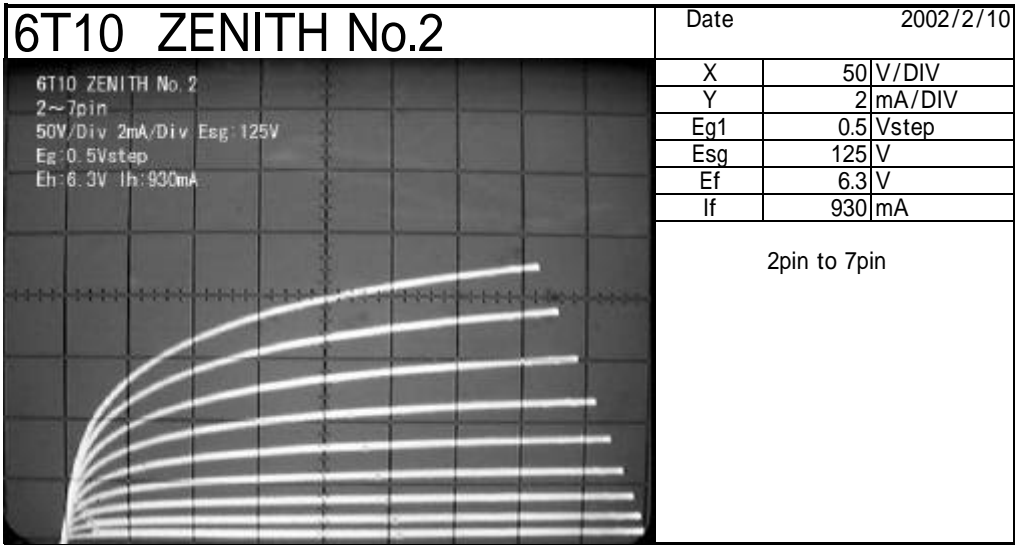 6T10 ZENITH No.2
Date 2002/2/10
6T10 ZENITH No.2
2~7pin
50V/Div 2mA/Div Esg:125V
Eg:0.5Vstep
Eh:6.3V Ih:930mA
X 50 V/DIV
Y 2 mA/DIV
Eg1 0.5 Vstep
Esg 125 V
Ef 6.3 V
If 930 mA
2pin to 7pin